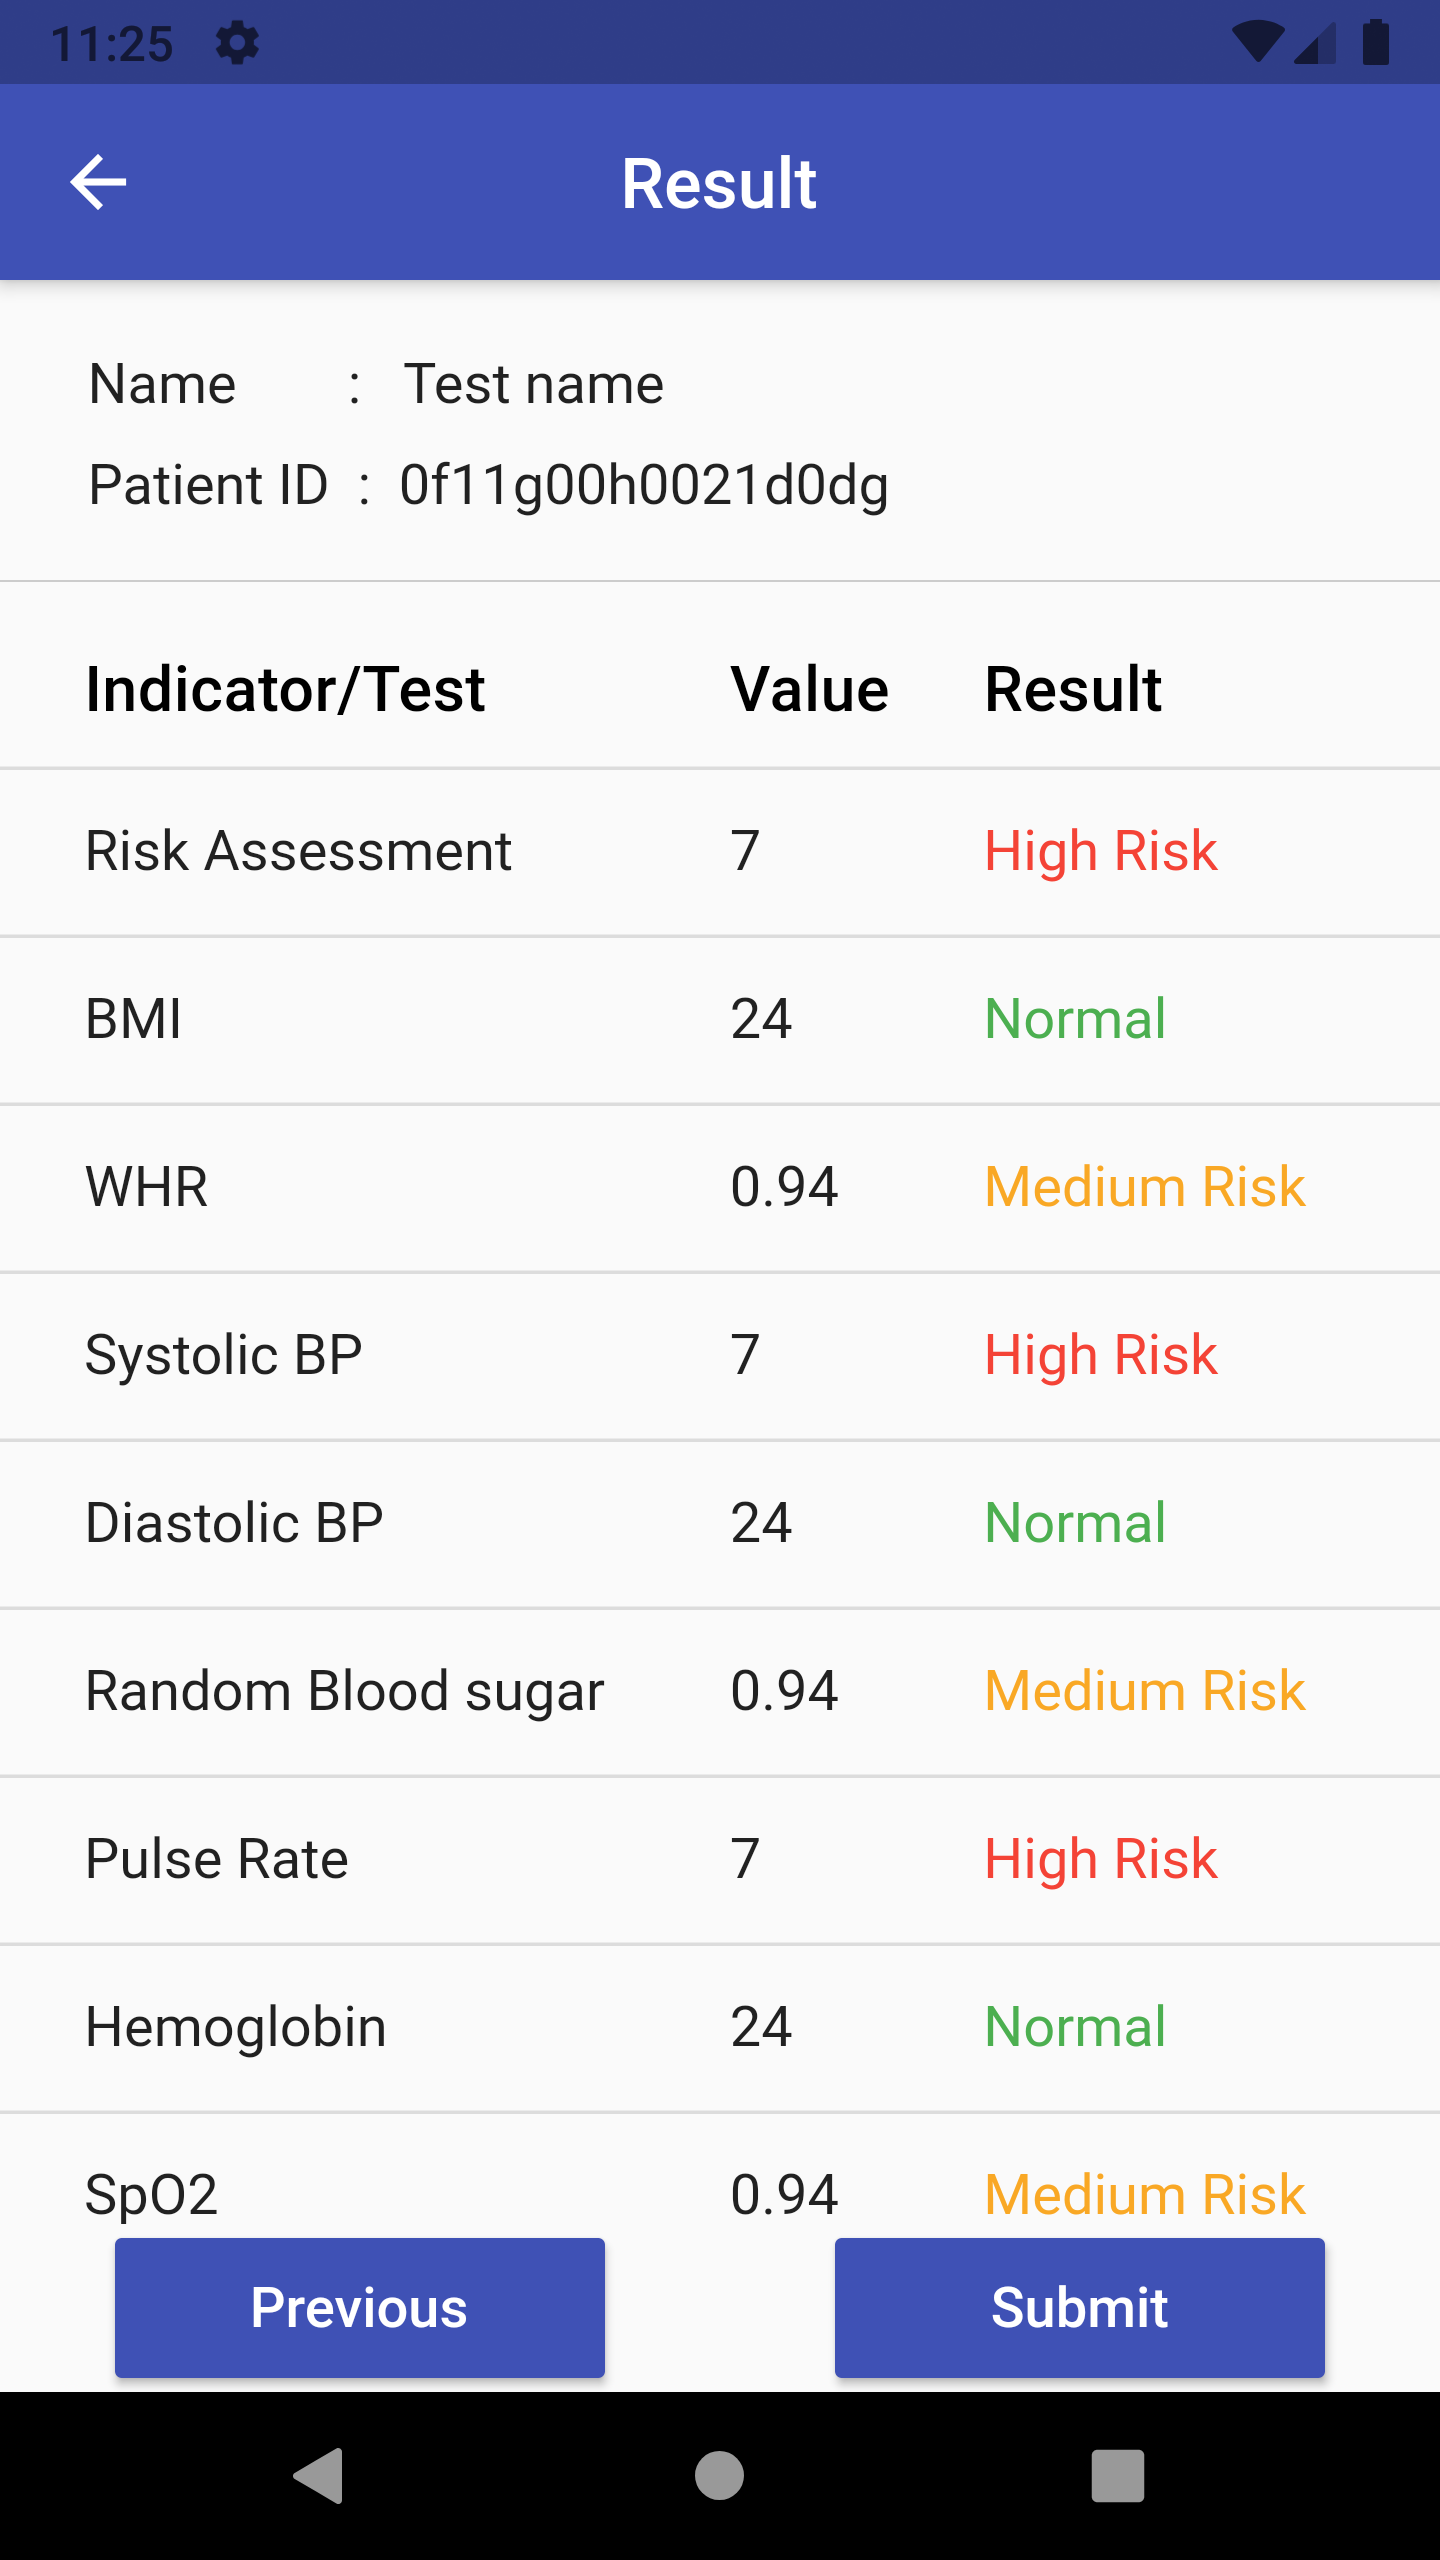 11:25
Result
Name : Test name
Patient ID : 0f11g00h0021d0dg
Indicator/Test Value Result
Risk Assessment 7 High Risk
BMI 24 Normal
WHR 0.94 Medium Risk
Systolic BP 7 High Risk
Diastolic BP 24 Normal
Random Blood sugar 0.94 Medium Risk
Pulse Rate 7 High Risk
Hemoglobin 24 Normal
SpO2 0.94 Medium Risk
Previous Submit